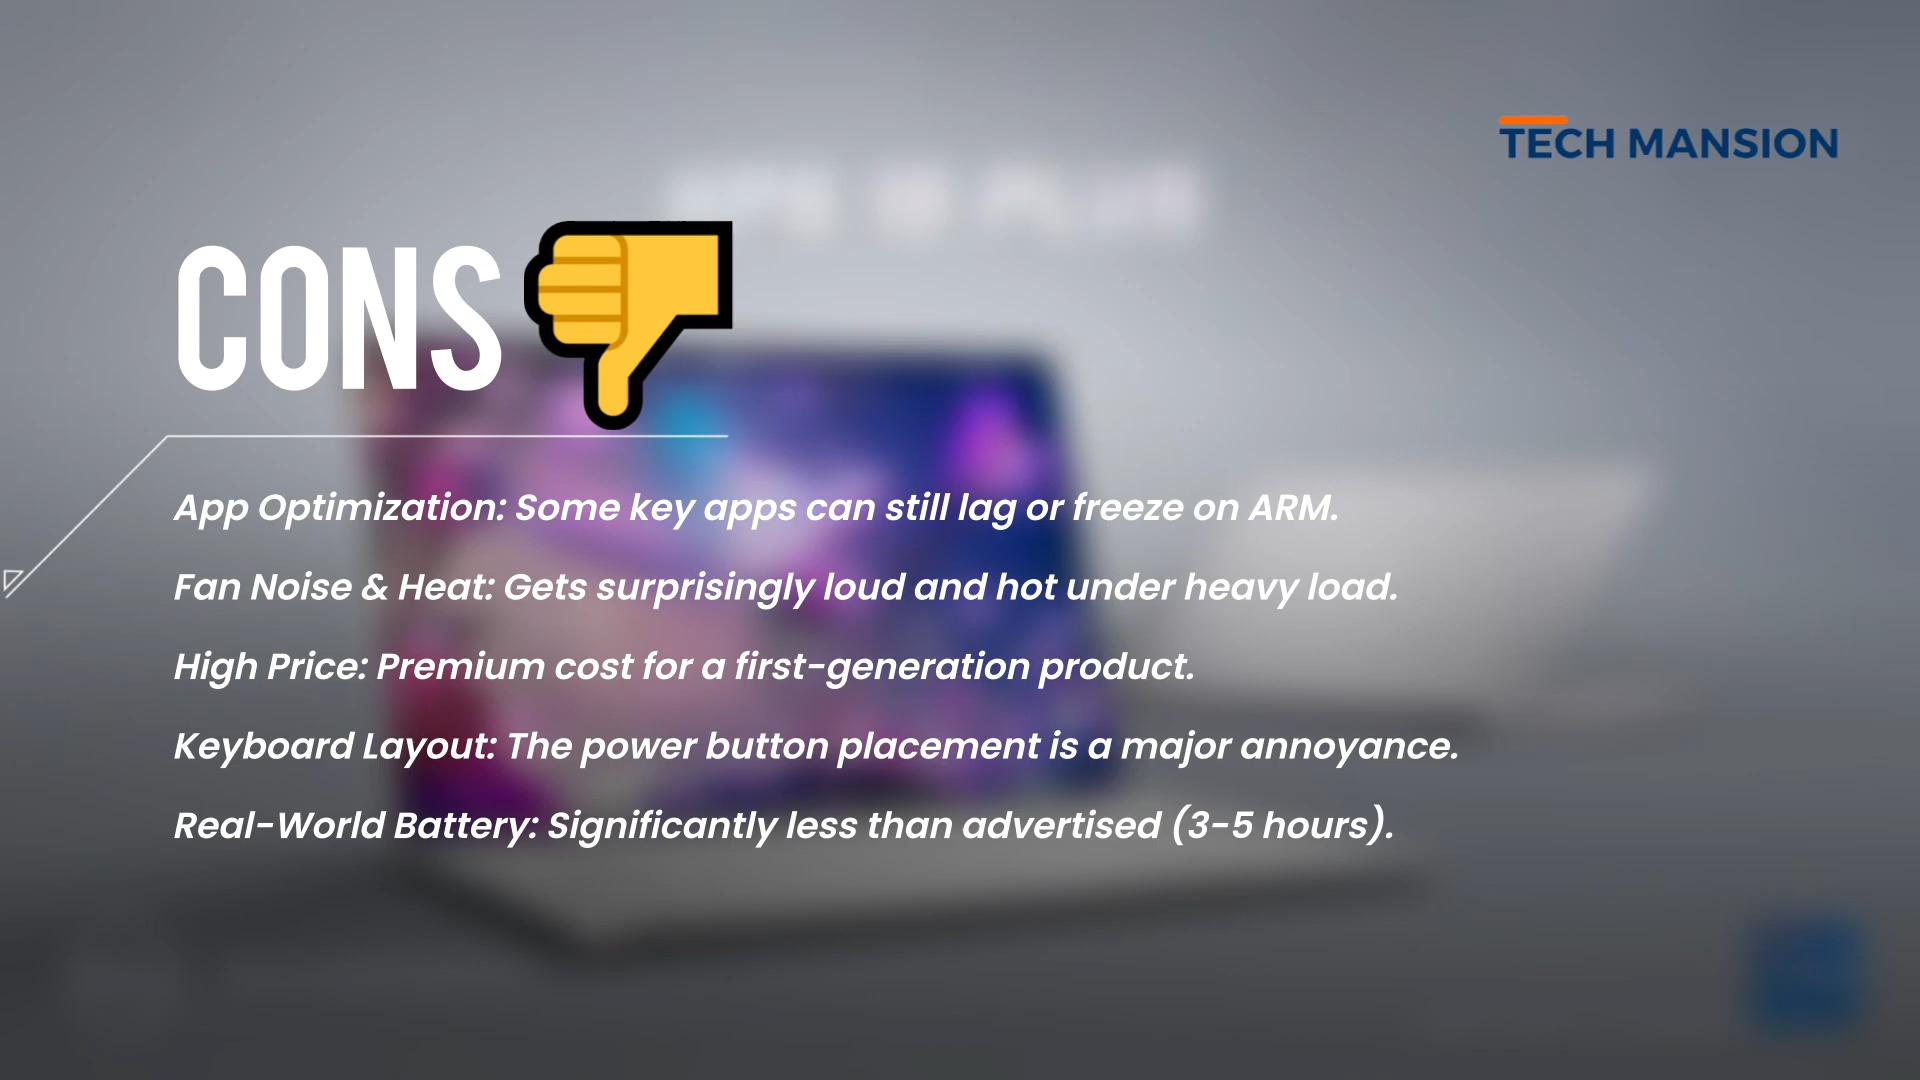 TECH MANSION
CONS
App Optimization: Some key apps can still lag or freeze on ARM.
Fan Noise & Heat: Gets surprisingly loud and hot under heavy load.
High Price: Premium cost for a first-generation product.
Keyboard Layout: The power button placement is a major annoyance.
Real-World Battery: Significantly less than advertised (3-5 hours).